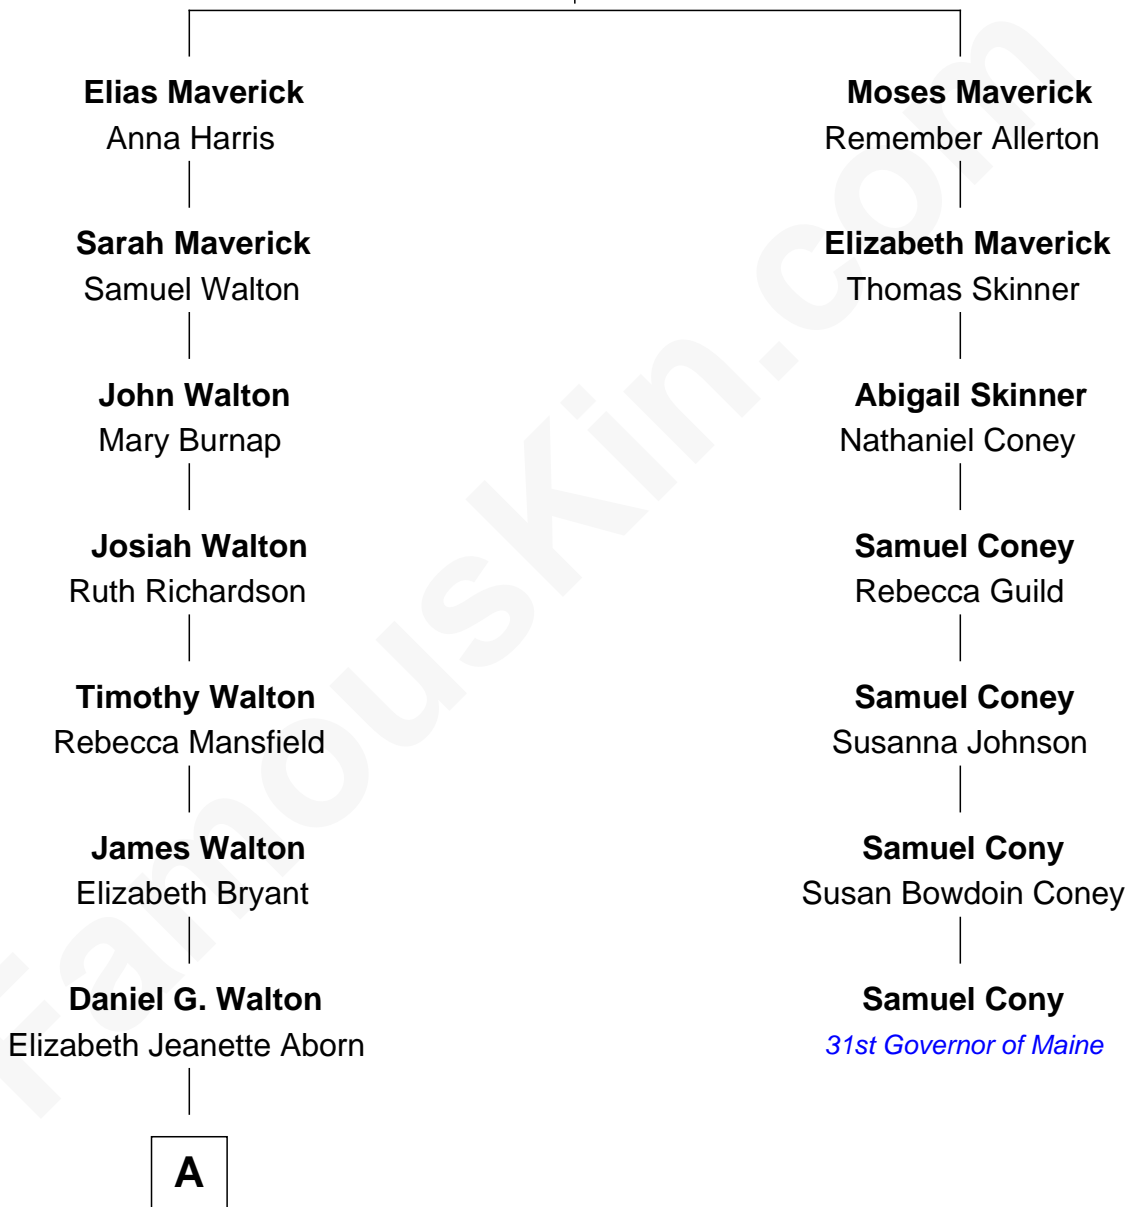 Elias Maverick
Anna Harris
Moses Maverick
Remember Allerton
Sarah Maverick
Samuel Walton
Elizabeth Maverick
Thomas Skinner
John Walton
Mary Burnap
Abigail Skinner
Nathaniel Coney
Josiah Walton
Ruth Richardson
Samuel Coney
Rebecca Guild
Timothy Walton
Rebecca Mansfield
Samuel Coney
Susanna Johnson
James Walton
Elizabeth Bryant
Samuel Cony
Susan Bowdoin Coney
Daniel G. Walton
Elizabeth Jeanette Aborn
Samuel Cony
31st Governor of Maine
A
FamousKin.com